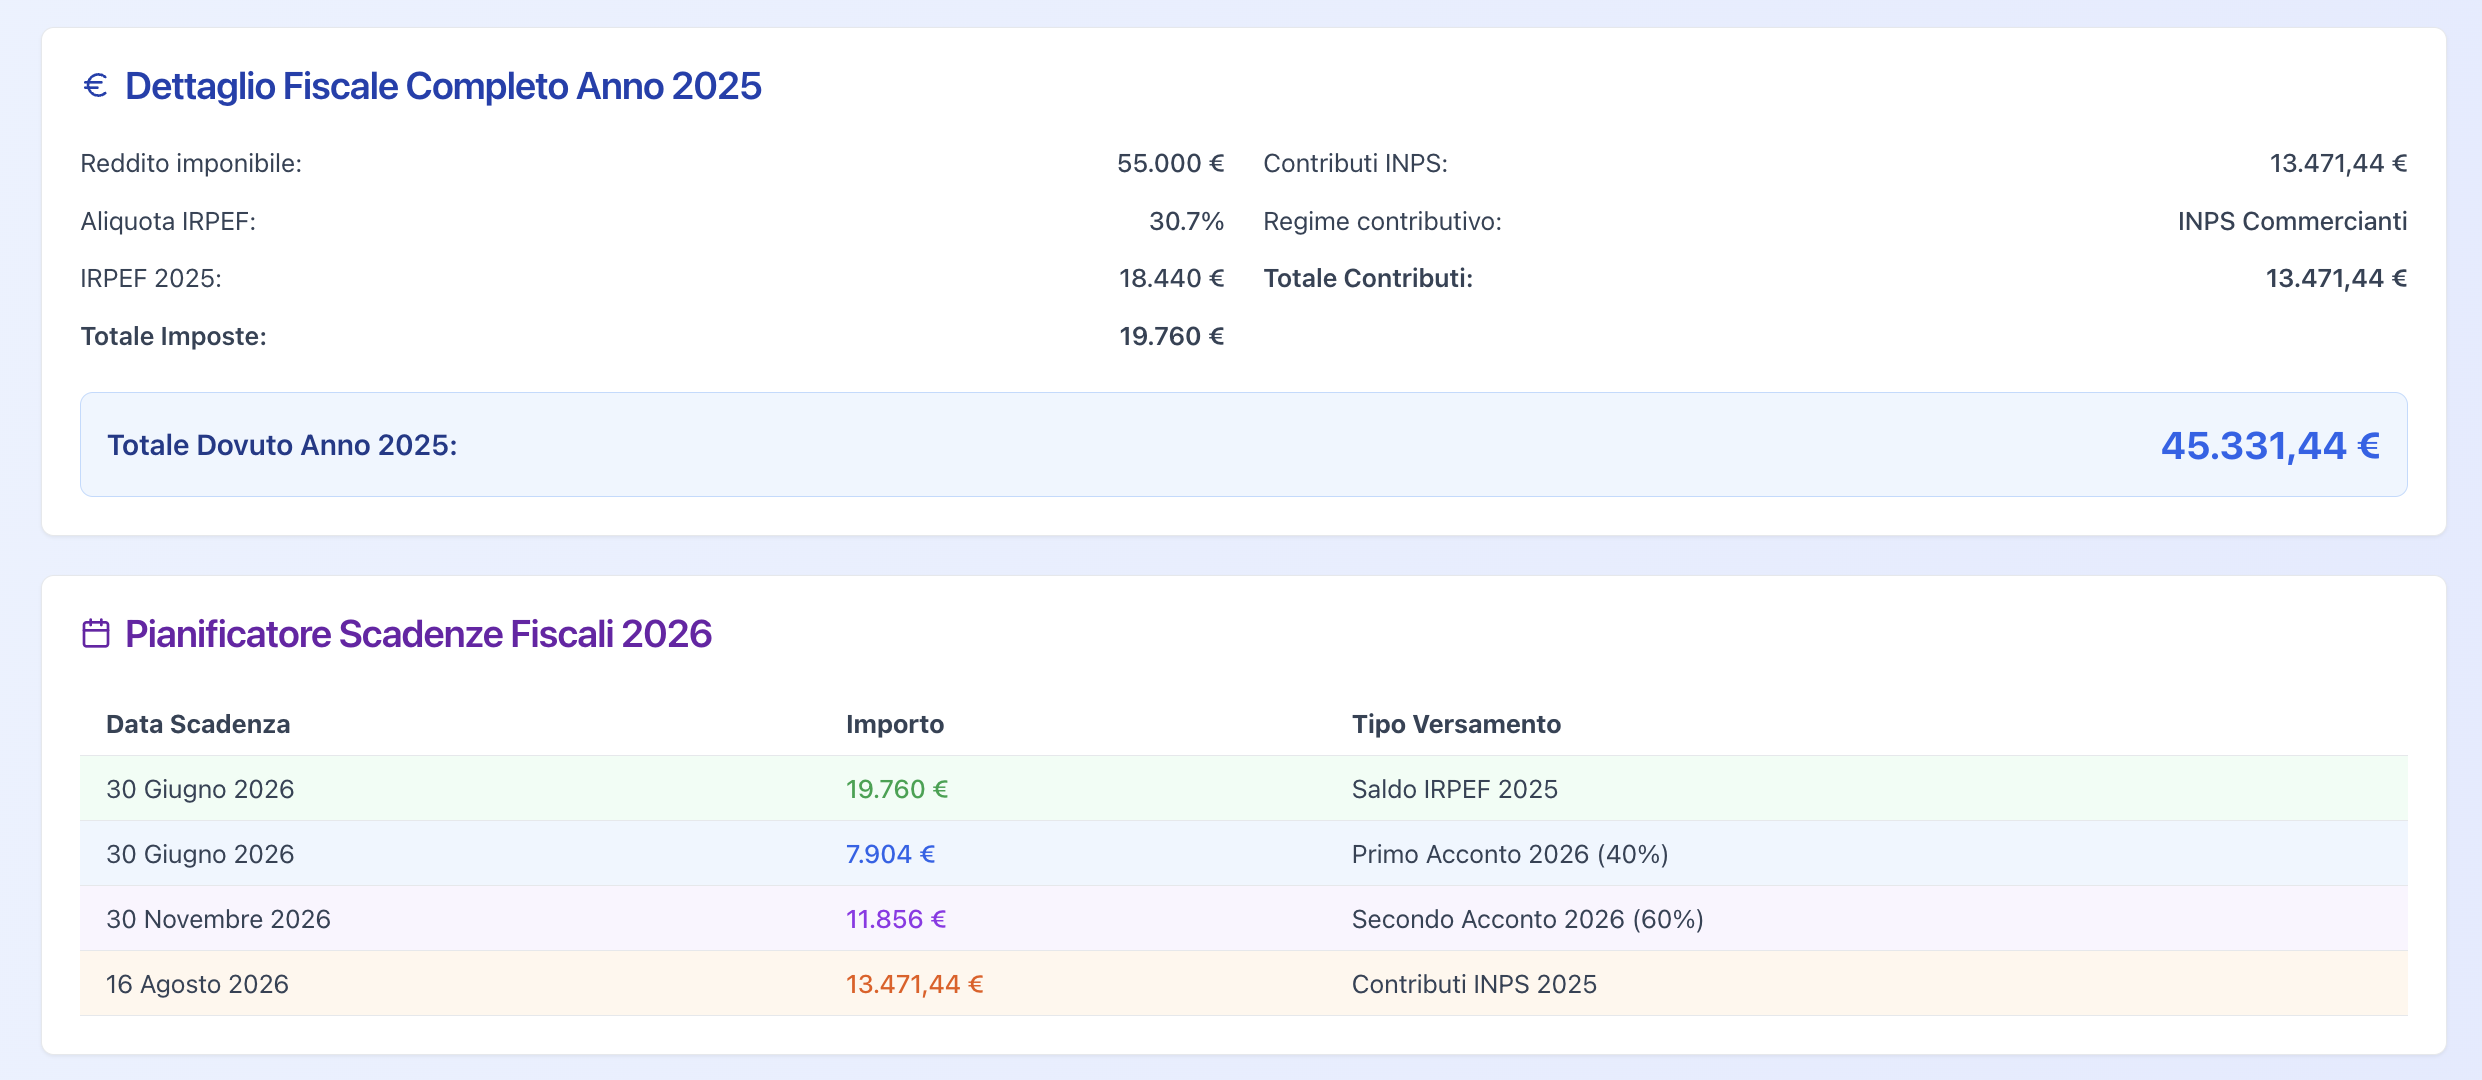 € Dettaglio Fiscale Completo Anno 2025
Reddito imponibile: 55.000 €
Aliquota IRPEF: 30.7%
IRPEF 2025: 18.440 €
Totale Imposte: 19.760 €
Contributi INPS: 13.471,44 €
Regime contributivo: INPS Commercianti
Totale Contributi: 13.471,44 €
Totale Dovuto Anno 2025: 45.331,44 €
Pianificatore Scadenze Fiscali 2026
Data Scadenza Importo Tipo Versamento
30 Giugno 2026 19.760 € Saldo IRPEF 2025
30 Giugno 2026 7.904 € Primo Acconto 2026 (40%)
30 Novembre 2026 11.856 € Secondo Acconto 2026 (60%)
16 Agosto 2026 13.471,44 € Contributi INPS 2025